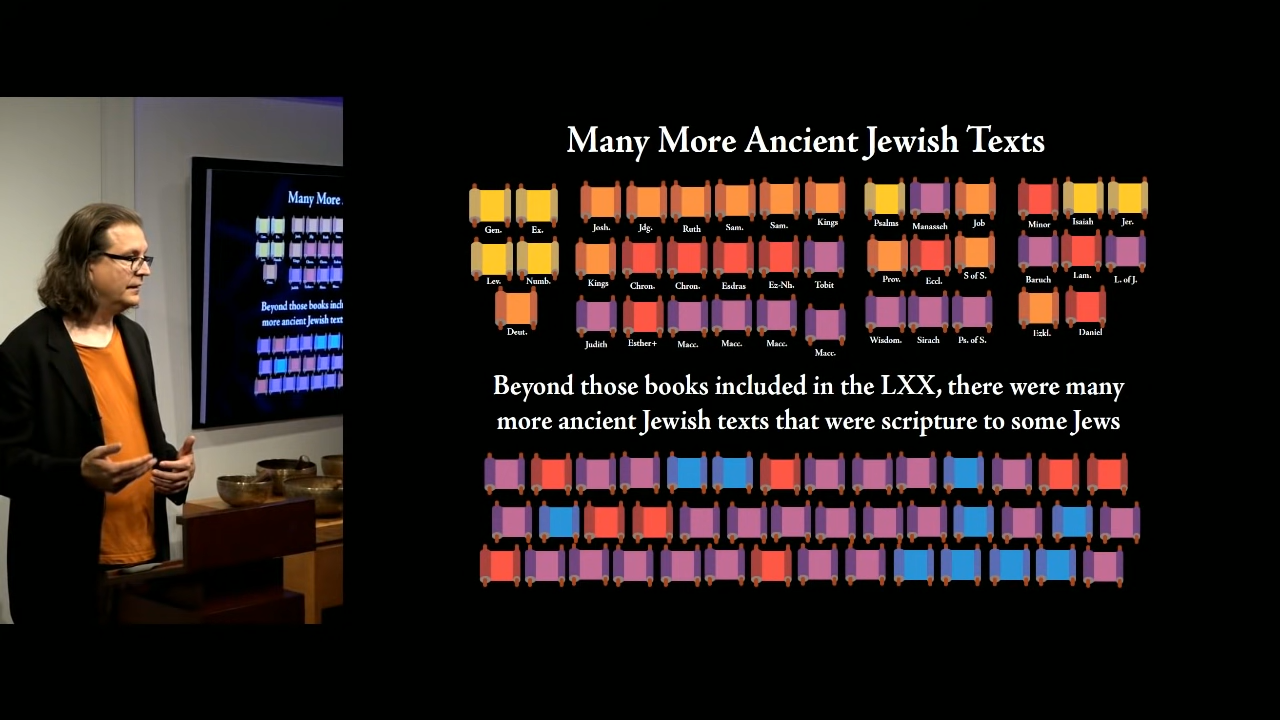 Many More Ancient Jewish Texts
Gen. Ex. Josh. Jdg. Ruth Sam. Sam. Kings Psalms Manasseh Job Minor Isaiah Jer.
Lev. Numb. Kings Chron. Chron. Esdras Ez-Nh. Tobit Prov. Eccl. S of S. Baruch Lam. L. of J.
Deut. Judith Esther+ Macc. Macc. Macc. Macc. Wisdom. Sirach Ps. of S. Ezkl. Daniel
Beyond those books included in the LXX, there were many
more ancient Jewish texts that were scripture to some Jews
Many More
Beyond those books
more ancient Jewish text